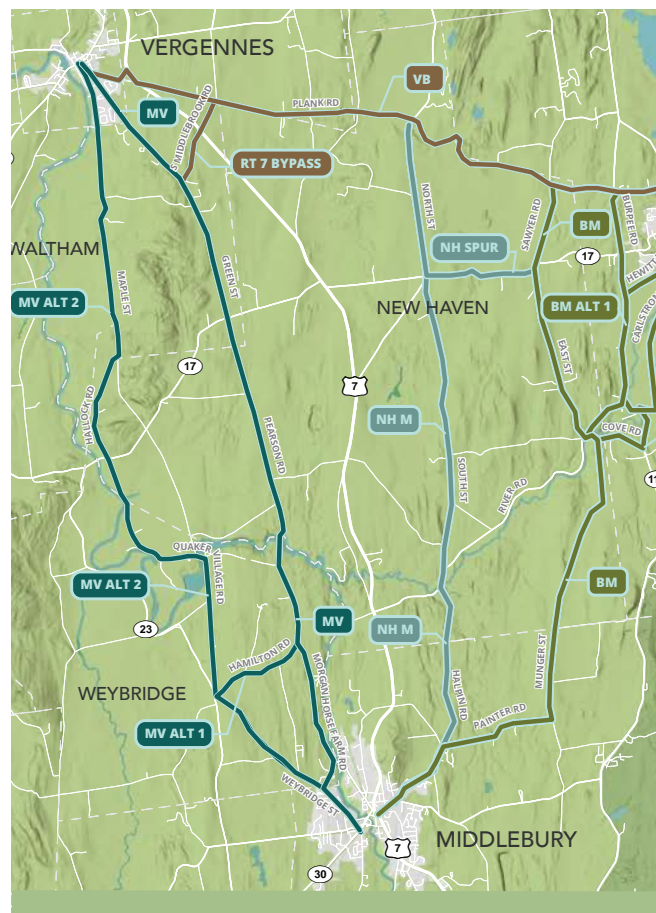 VERGENNES
VB
MV
PLANK RD
S MIDDLEBROOK RD
RT 7 BYPASS
NORTH ST
SAWYER RD
BURPEE RD
BM
WALTHAM
NH SPUR
17
HEWITT
GREEN ST
MAPLE ST
MV ALT 2
NEW HAVEN
BM ALT 1
CARLSTRO
EAST ST
17
7
HALLOCK RD
PEARSON RD
NH M
COVE RD
SOUTH ST
RIVER RD
11
QUAKER
VILLAGE RD
MV ALT 2
BM
23
MV
NH M
HAMILTON RD
MUNGER ST
WEYBRIDGE
MORGAN HORSE FARM RD
HALPIN RD
PAINTER RD
MV ALT 1
WEYBRIDGE ST
MIDDLEBURY
7
30